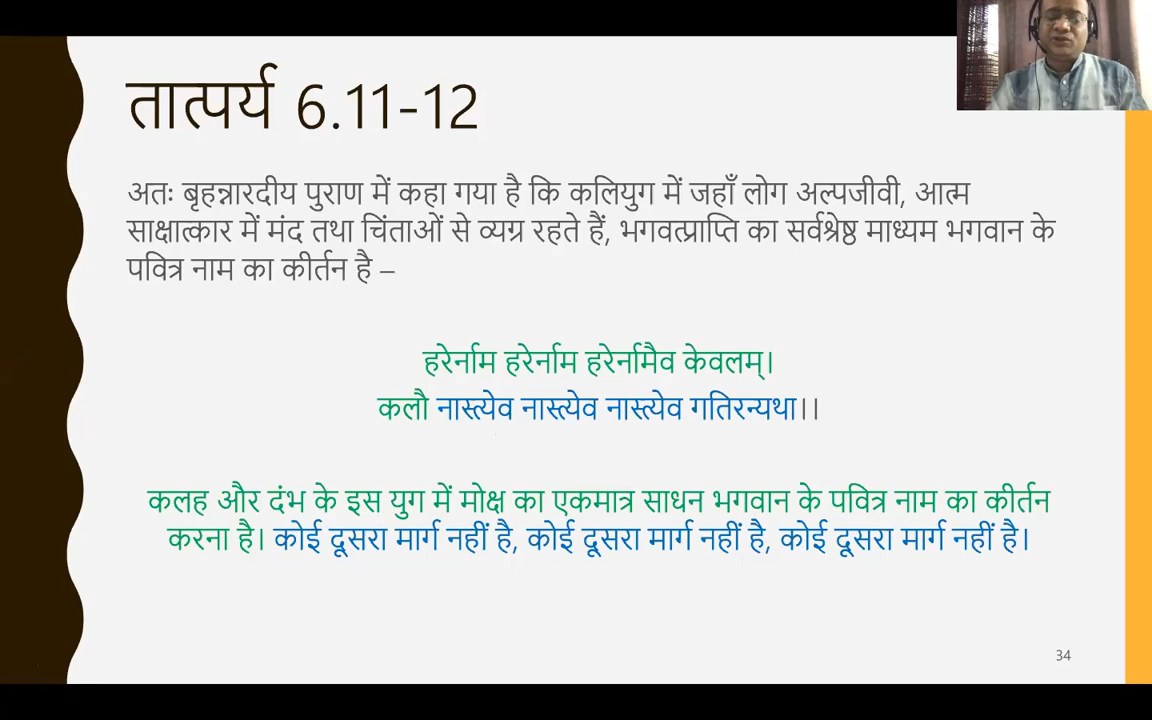 तात्पर्य 6.11-12
अतः बृहन्नारदीय पुराण में कहा गया है कि कलियुग में जहाँ लोग अल्पजीवी, आत्म
साक्षात्कार में मंद तथा चिंताओं से व्यग्र रहते हैं, भगवत्प्राप्ति का सर्वश्रेष्ठ माध्यम भगवान के
पवित्र नाम का कीर्तन है –
हरेर्नाम हरेर्नाम हरेर्नामैव केवलम्।
कलौ नास्त्येव नास्त्येव नास्त्येव गतिरन्यथा।।
कलह और दंभ के इस युग में मोक्ष का एकमात्र साधन भगवान के पवित्र नाम का कीर्तन
करना है। कोई दूसरा मार्ग नहीं है, कोई दूसरा मार्ग नहीं है, कोई दूसरा मार्ग नहीं है।
34